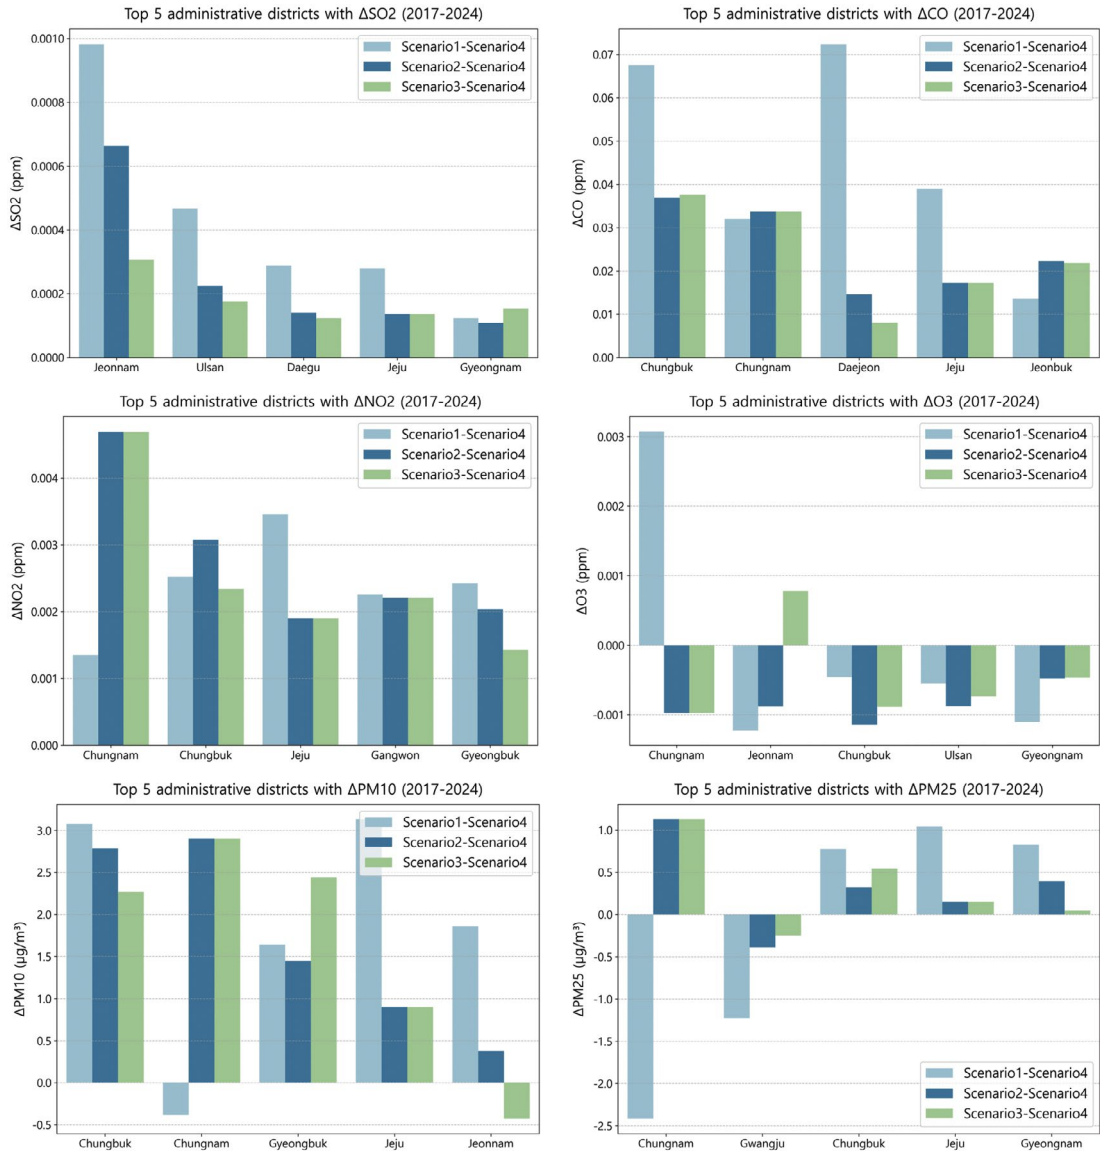 Top 5 administrative districts with ΔSO2 (2017-2024)
Scenario1-Scenario4
Scenario2-Scenario4
Scenario3-Scenario4
ΔSO2 (ppm)
0.0010
0.0008
0.0006
0.0004
0.0002
0.0000
Jeonnam Ulsan Daegu Jeju Gyeongnam
Top 5 administrative districts with ΔCO (2017-2024)
Scenario1-Scenario4
Scenario2-Scenario4
Scenario3-Scenario4
ΔCO (ppm)
0.07
0.06
0.05
0.04
0.03
0.02
0.01
0.00
Chungbuk Chungnam Daejeon Jeju Jeonbuk
Top 5 administrative districts with ΔNO2 (2017-2024)
Scenario1-Scenario4
Scenario2-Scenario4
Scenario3-Scenario4
ΔNO2 (ppm)
0.004
0.003
0.002
0.001
0.000
Chungnam Chungbuk Jeju Gangwon Gyeongbuk
Top 5 administrative districts with ΔO3 (2017-2024)
Scenario1-Scenario4
Scenario2-Scenario4
Scenario3-Scenario4
ΔO3 (ppm)
0.003
0.002
0.001
0.000
-0.001
Chungnam Jeonnam Chungbuk Ulsan Gyeongnam
Top 5 administrative districts with ΔPM10 (2017-2024)
Scenario1-Scenario4
Scenario2-Scenario4
Scenario3-Scenario4
ΔPM10 (μg/m³)
3.0
2.5
2.0
1.5
1.0
0.5
0.0
-0.5
Chungbuk Chungnam Gyeongbuk Jeju Jeonnam
Top 5 administrative districts with ΔPM25 (2017-2024)
ΔPM25 (μg/m³)
1.0
0.5
0.0
-0.5
-1.0
-1.5
-2.0
-2.5
Scenario1-Scenario4
Scenario2-Scenario4
Scenario3-Scenario4
Chungnam Gwangju Chungbuk Jeju Gyeongnam